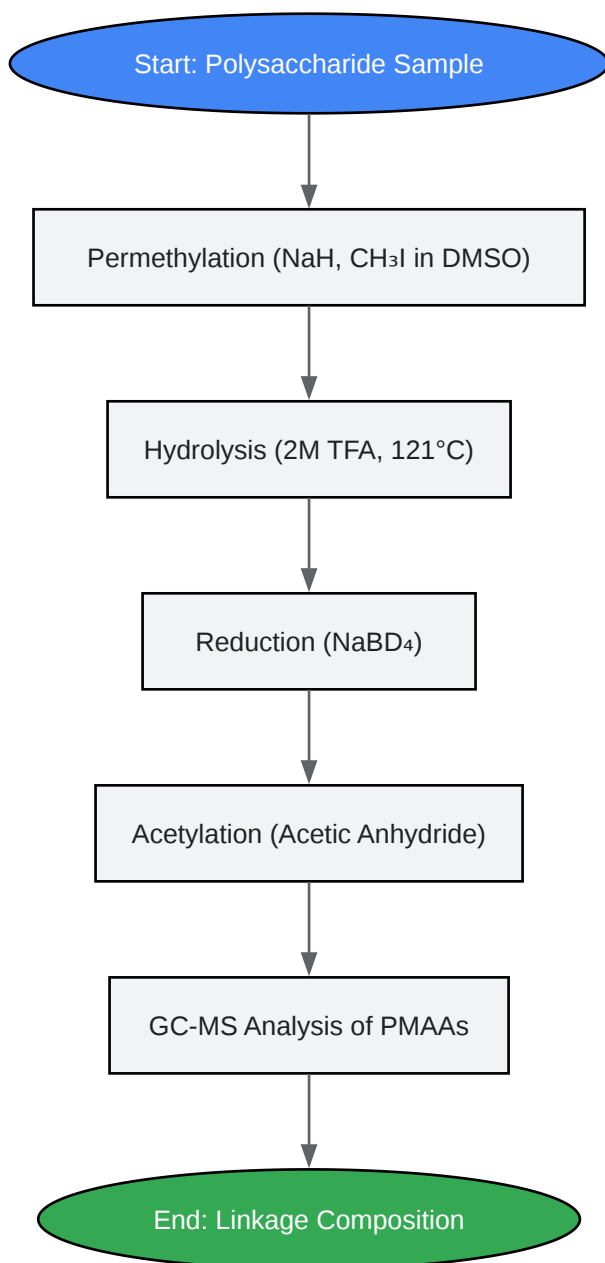 Start: Polysaccharide Sample
Permethylation (NaH, CH₃I in DMSO)
Hydrolysis (2M TFA, 121°C)
Reduction (NaBD₄)
Acetylation (Acetic Anhydride)
GC-MS Analysis of PMAAs
End: Linkage Composition